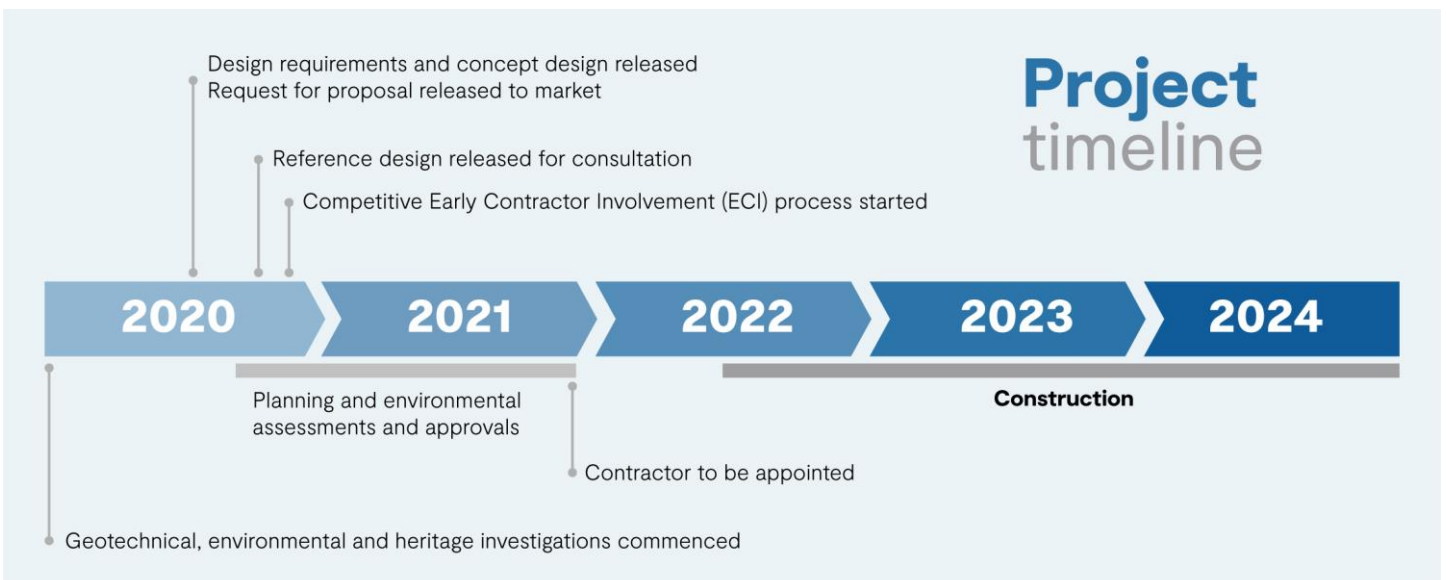 Project
timeline
Design requirements and concept design released
Request for proposal released to market
Reference design released for consultation
Competitive Early Contractor Involvement (ECI) process started
2020
2021
2022
2023
2024
Planning and environmental
assessments and approvals
Construction
Contractor to be appointed
Geotechnical, environmental and heritage investigations commenced